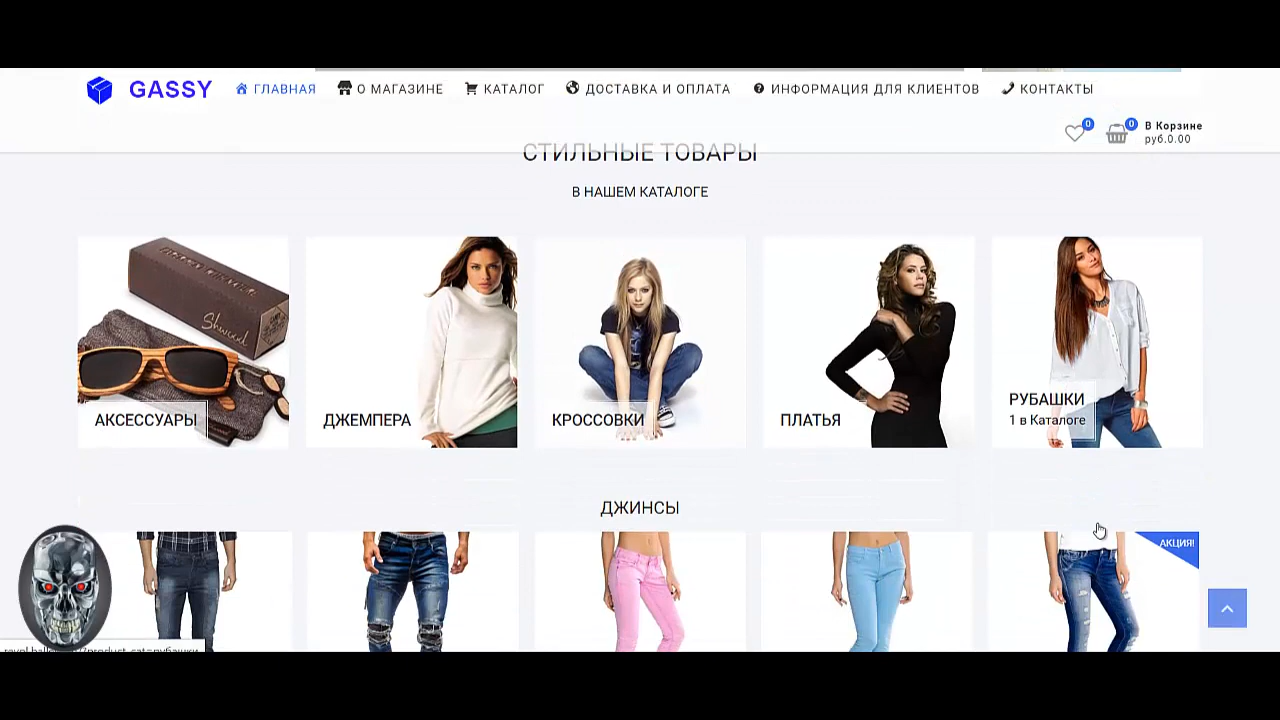 GASSY
ГЛАВНАЯ
О МАГАЗИНЕ
КАТАЛОГ
ДОСТАВКА И ОПЛАТА
ИНФОРМАЦИЯ ДЛЯ КЛИЕНТОВ
КОНТАКТЫ
0
0
В Корзине
руб.0.00
СТИЛЬНЫЕ ТОВАРЫ
В НАШЕМ КАТАЛОГЕ
Shwood
АКСЕССУАРЫ
ДЖЕМПЕРА
КРОССОВКИ
ПЛАТЬЯ
РУБАШКИ
1 в Каталоге
ДЖИНСЫ
АКЦИЯ!